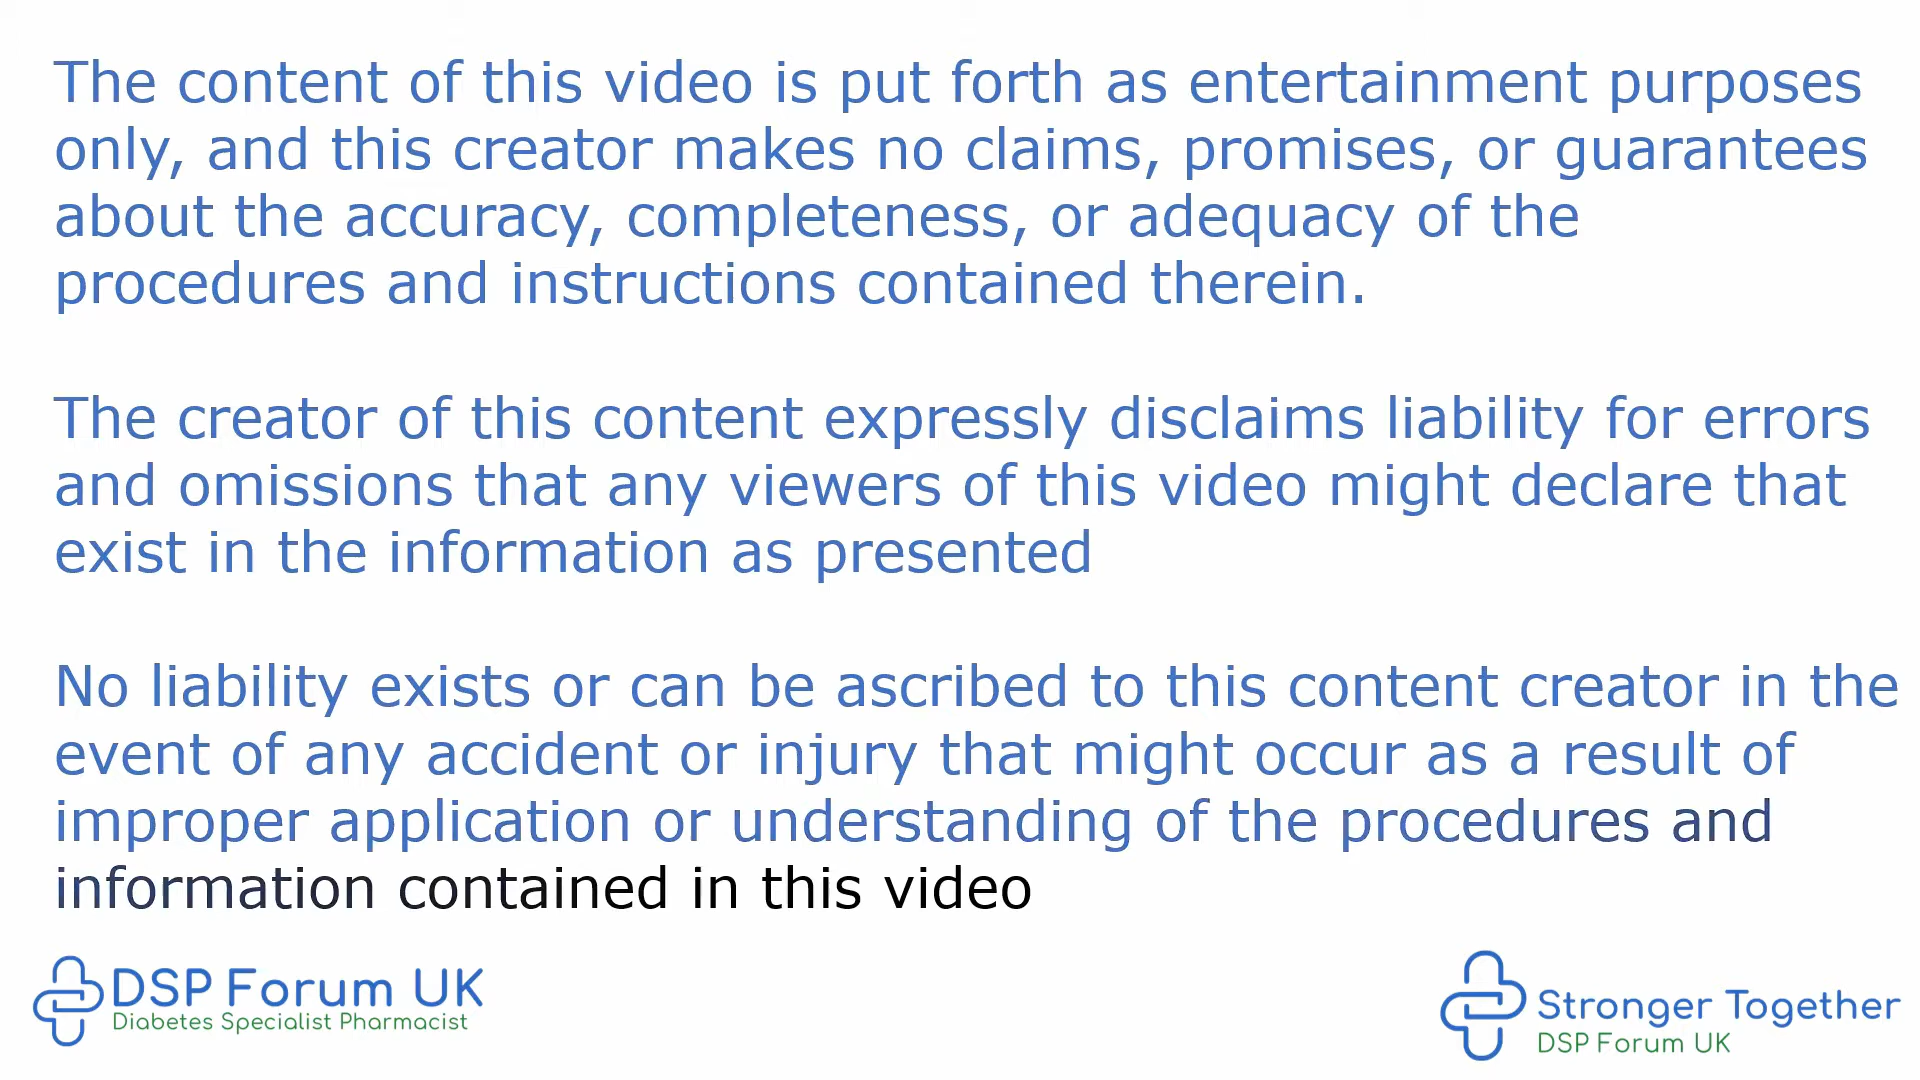 The content of this video is put forth as entertainment purposes
only, and this creator makes no claims, promises, or guarantees
about the accuracy, completeness, or adequacy of the
procedures and instructions contained therein.
The creator of this content expressly disclaims liability for errors
and omissions that any viewers of this video might declare that
exist in the information as presented
No liability exists or can be ascribed to this content creator in the
event of any accident or injury that might occur as a result of
improper application or understanding of the procedures and
information contained in this video
DSP Forum UK
Diabetes Specialist Pharmacist
Stronger Together
DSP Forum UK